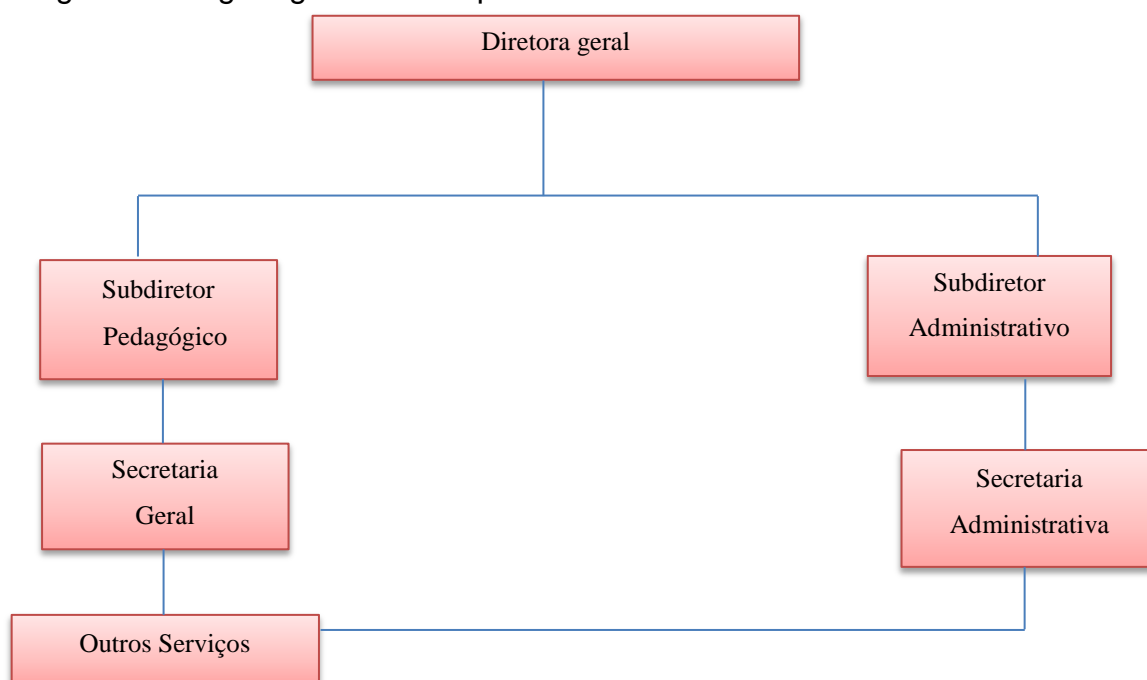 Diretora geral
Subdiretor
Pedagógico
Subdiretor
Administrativo
Secretaria
Geral
Secretaria
Administrativa
Outros Serviços